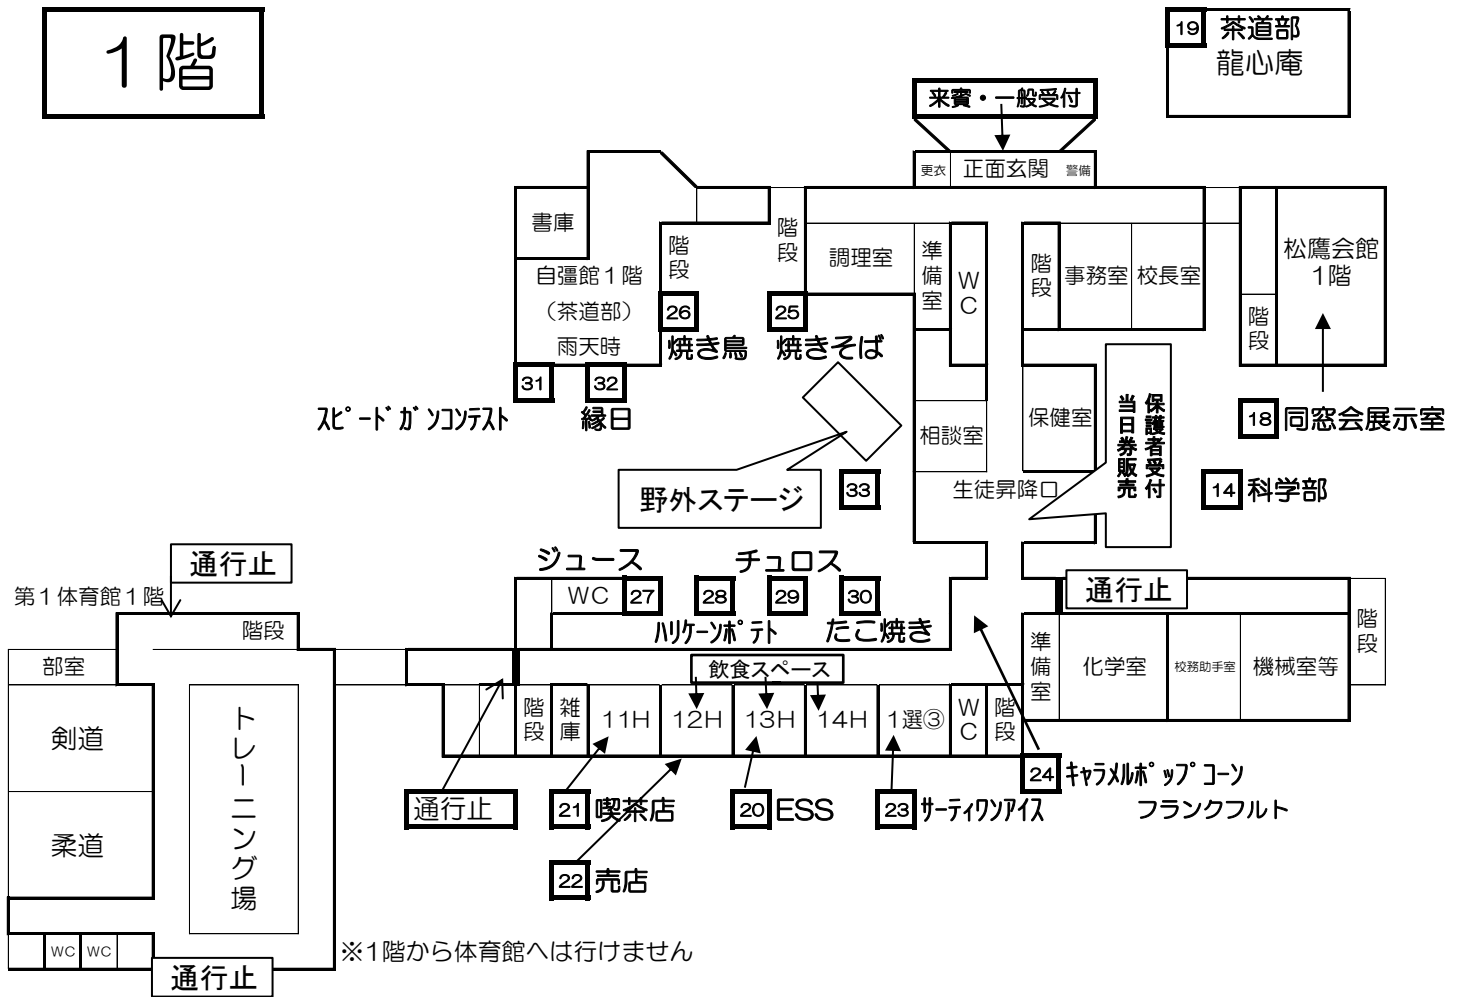 1階
19 茶道部
龍心庵
来賓・一般受付
更衣 正面玄関 警備
書庫
自彊館1階
(茶道部)
雨天時
階段
階段
調理室
準備室
WC
階段
事務室
校長室
階段
松鷹会館
1階
26
焼き鳥
25
焼きそば
31
スピードガンコンテスト
32
縁日
相談室
保健室
保護者受付
当日券販売
18 同窓会展示室
野外ステージ
33
生徒昇降口
14 科学部
通行止
第1体育館1階
階段
ジュース
チュロス
WC
27
28
29
30
ハリケーンポテト
たこ焼き
通行止
階段
部室
飲食スペース
準備室
化学室
校務助手室
機械室等
剣道
柔道
トレーニング場
階段
雑庫
11H
12H
13H
14H
1選③
WC
階段
通行止
21 喫茶店
20 ESS
23 サーティワンアイス
24 キャラメルポップコーン
フランクフルト
22 売店
WC
WC
※1階から体育館へは行けません
通行止